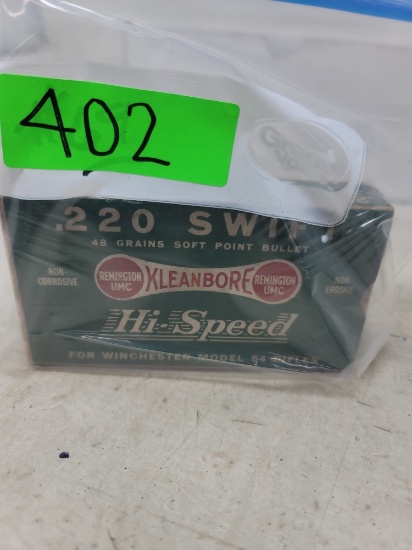 402
.220 SWIFT
48 GRAINS SOFT POINT BULLET
NON-
CORROSIVE
REMINGTON
UMC
KLEANBORE
REMINGTON
UMC
NON-
EROSIVE
Hi-Speed
FOR WINCHESTER MODEL 54 RIFLES